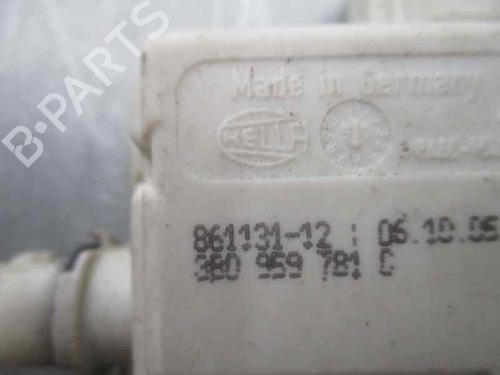 Made in Germany
HELLA
861131-12 : 06.10.05
3B0 959 781 C
B-PARTS